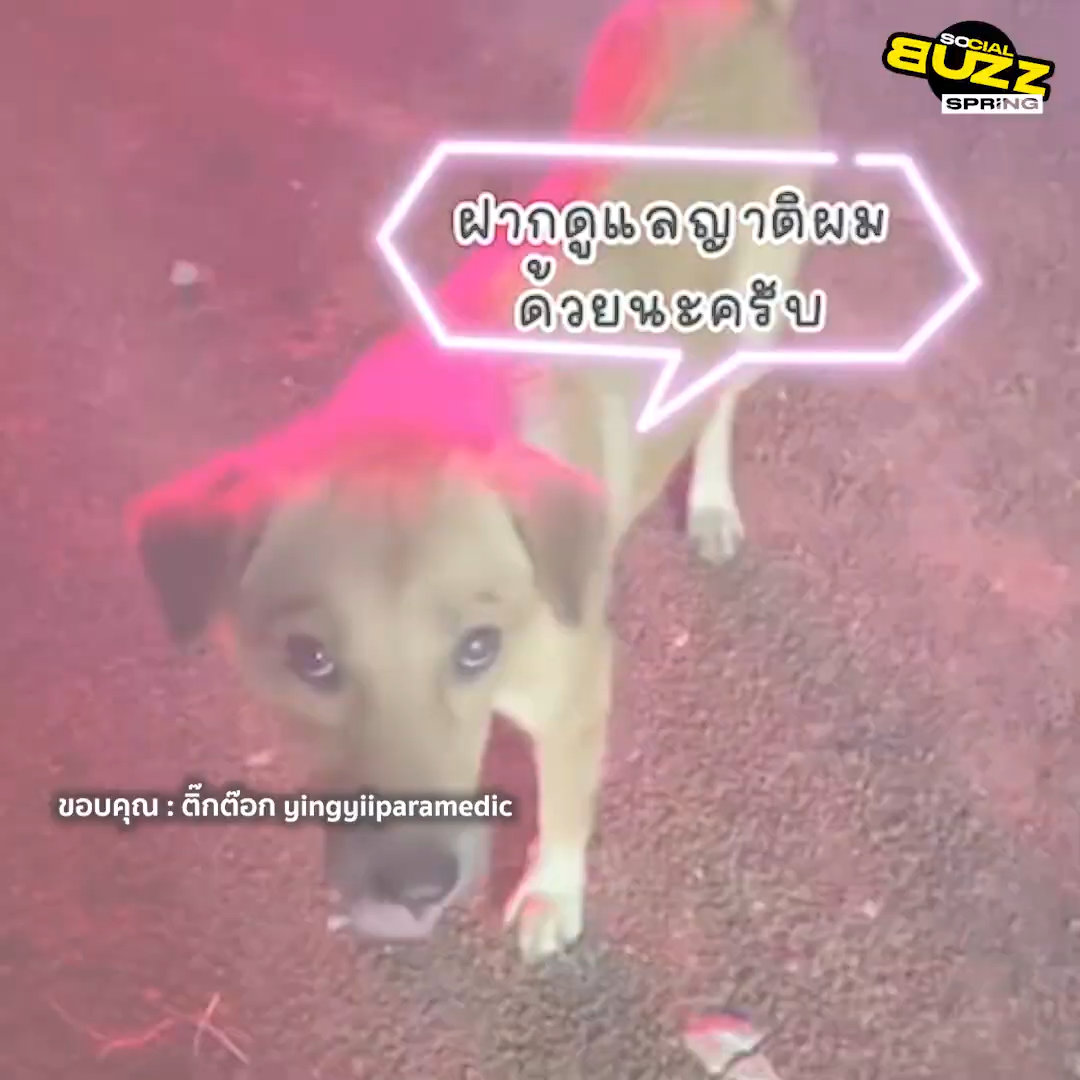 SOCIAL
BUZZ
SPRiNG
ฝากดูแลญาติผม
ด้วยนะครับ
ขอบคุณ : ติ๊กต๊อก yingyiiparamedic